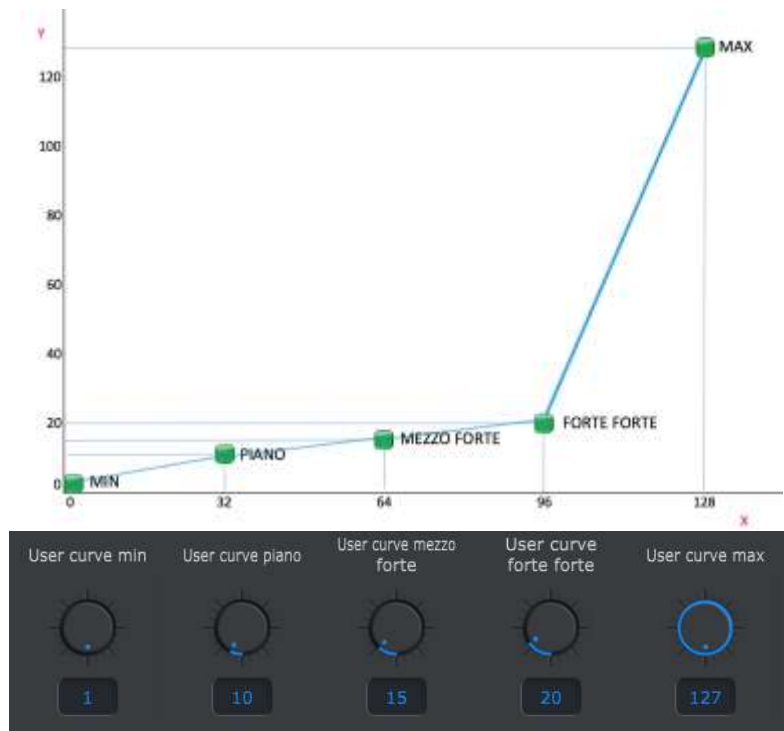 Y
MAX
120
100
80
60
40
20
FORTE FORTE
MEZZO FORTE
PIANO
0
MIN
0 32 64 96 128
X
User curve min
User curve piano
User curve mezzo
forte
User curve
forte forte
User curve max
1
10
15
20
127